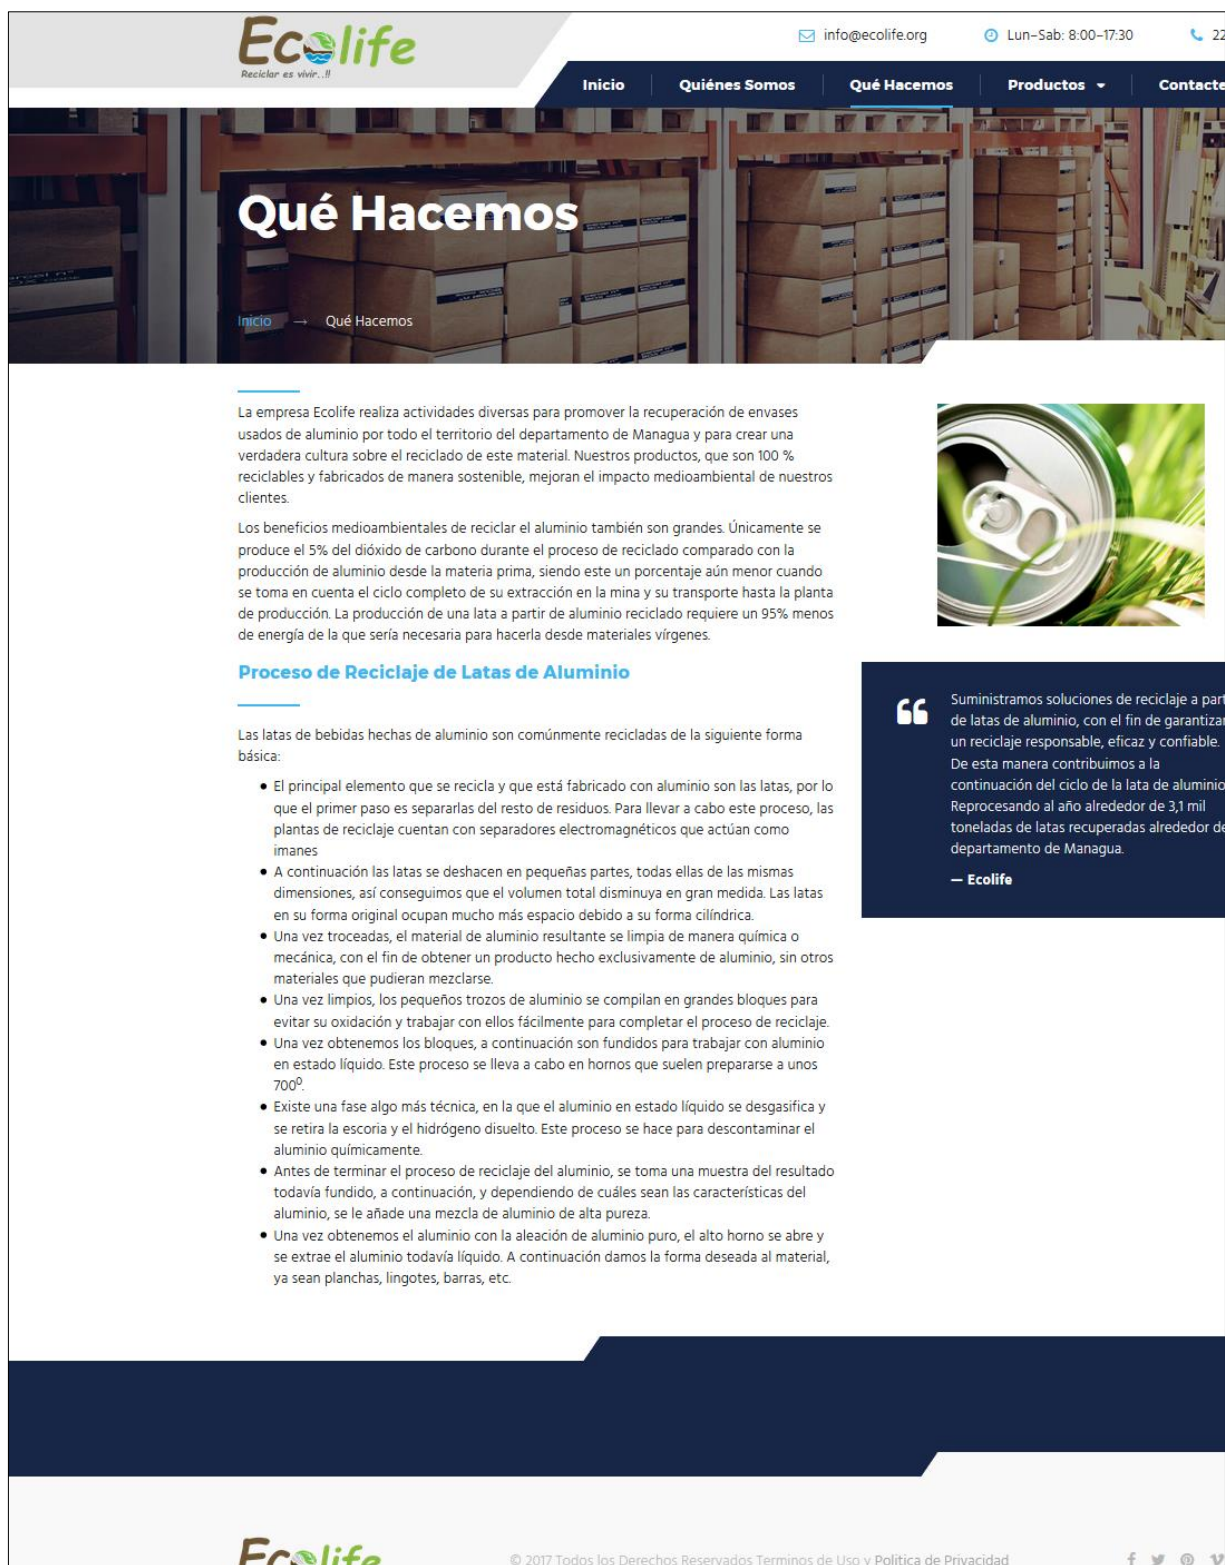 Ecolife
Reciclar es vivir..!!
info@ecolife.org
Lun–Sab: 8:00–17:30
22
Inicio
Quiénes Somos
Qué Hacemos
Productos
Contacte
Qué Hacemos
Inicio → Qué Hacemos
La empresa Ecolife realiza actividades diversas para promover la recuperación de envases
usados de aluminio por todo el territorio del departamento de Managua y para crear una
verdadera cultura sobre el reciclado de este material. Nuestros productos, que son 100 %
reciclables y fabricados de manera sostenible, mejoran el impacto medioambiental de nuestros
clientes.
Los beneficios medioambientales de reciclar el aluminio también son grandes. Únicamente se
produce el 5% del dióxido de carbono durante el proceso de reciclado comparado con la
producción de aluminio desde la materia prima, siendo este un porcentaje aún menor cuando
se toma en cuenta el ciclo completo de su extracción en la mina y su transporte hasta la planta
de producción. La producción de una lata a partir de aluminio reciclado requiere un 95% menos
de energía de la que sería necesaria para hacerla desde materiales vírgenes.
Proceso de Reciclaje de Latas de Aluminio
Las latas de bebidas hechas de aluminio son comúnmente recicladas de la siguiente forma
básica:
● El principal elemento que se recicla y que está fabricado con aluminio son las latas, por lo
que el primer paso es separarlas del resto de residuos. Para llevar a cabo este proceso, las
plantas de reciclaje cuentan con separadores electromagnéticos que actúan como
imanes
● A continuación las latas se deshacen en pequeñas partes, todas ellas de las mismas
dimensiones, así conseguimos que el volumen total disminuya en gran medida. Las latas
en su forma original ocupan mucho más espacio debido a su forma cilíndrica.
● Una vez troceadas, el material de aluminio resultante se limpia de manera química o
mecánica, con el fin de obtener un producto hecho exclusivamente de aluminio, sin otros
materiales que pudieran mezclarse.
● Una vez limpios, los pequeños trozos de aluminio se compilan en grandes bloques para
evitar su oxidación y trabajar con ellos fácilmente para completar el proceso de reciclaje.
● Una vez obtenemos los bloques, a continuación son fundidos para trabajar con aluminio
en estado líquido. Este proceso se lleva a cabo en hornos que suelen prepararse a unos
700⁰.
● Existe una fase algo más técnica, en la que el aluminio en estado líquido se desgasifica y
se retira la escoria y el hidrógeno disuelto. Este proceso se hace para descontaminar el
aluminio químicamente.
● Antes de terminar el proceso de reciclaje del aluminio, se toma una muestra del resultado
todavía fundido, a continuación, y dependiendo de cuáles sean las características del
aluminio, se le añade una mezcla de aluminio de alta pureza.
● Una vez obtenemos el aluminio con la aleación de aluminio puro, el alto horno se abre y
se extrae el aluminio todavía líquido. A continuación damos la forma deseada al material,
ya sean planchas, lingotes, barras, etc.
Suministramos soluciones de reciclaje a part
de latas de aluminio, con el fin de garantizar
un reciclaje responsable, eficaz y confiable.
De esta manera contribuimos a la
continuación del ciclo de la lata de aluminio
Reprocesando al año alrededor de 3,1 mil
toneladas de latas recuperadas alrededor de
departamento de Managua.
— Ecolife
Ecolife
© 2017 Todos los Derechos Reservados Terminos de Uso y Politica de Privacidad